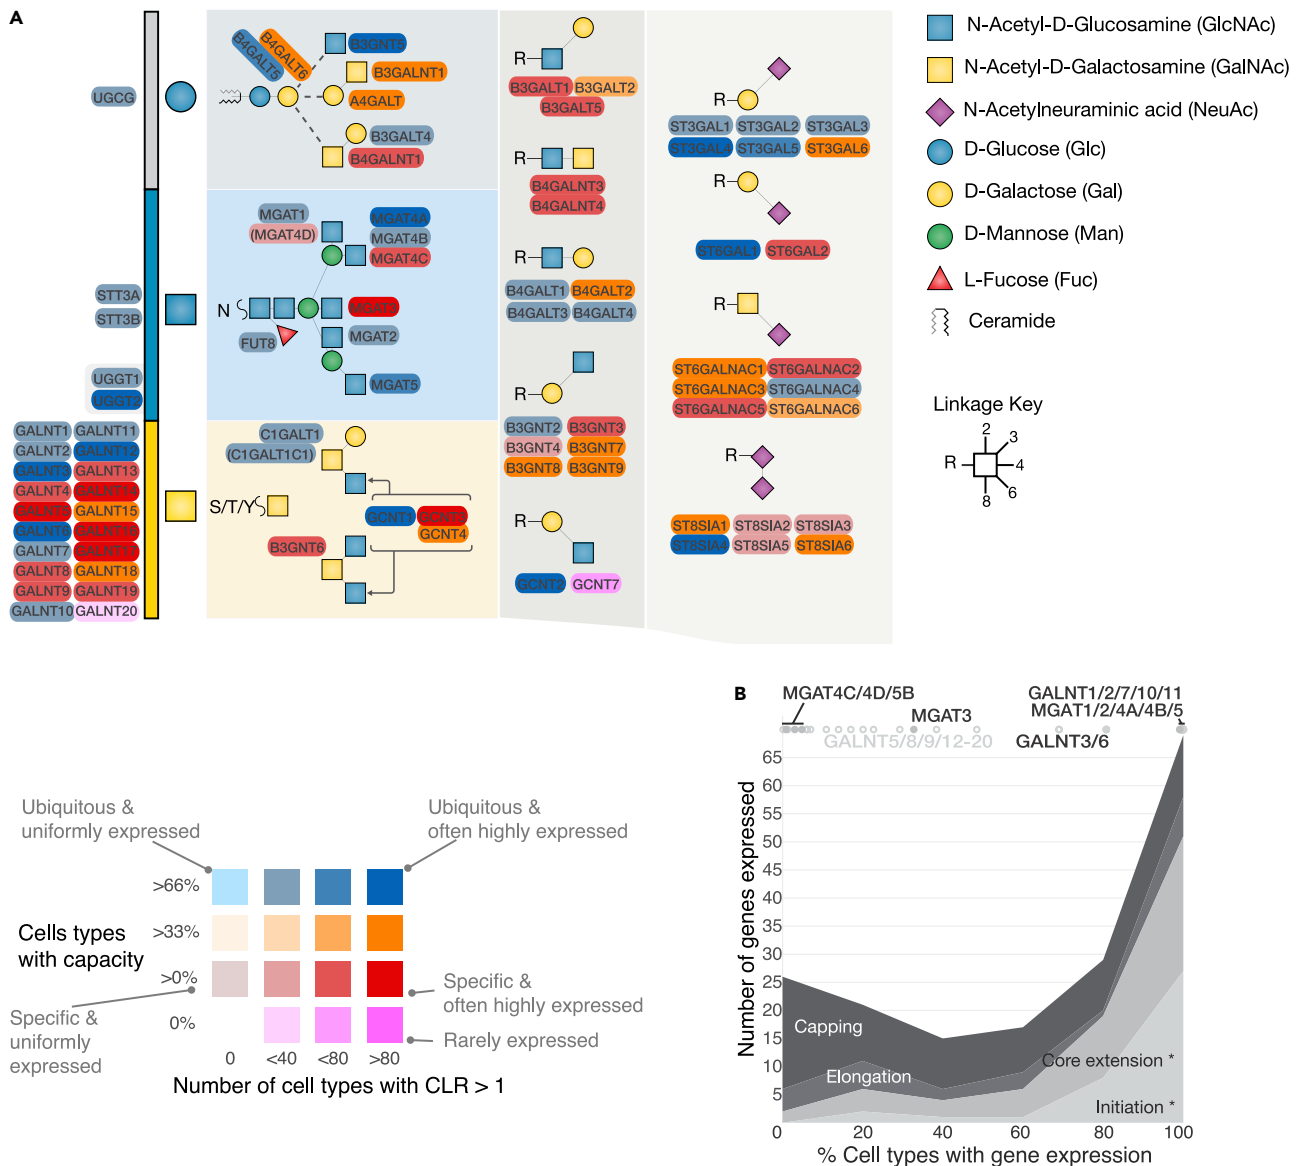 A
UGCG
B4GALT5
B4GALT6
B3GNT5
B3GALNT1
A4GALT
B3GALT4
B4GALNT1
STT3A
STT3B
UGGT1
UGGT2
MGAT1
(MGAT4D)
MGAT4A
MGAT4B
MGAT4C
N
MGAT3
FUT8
MGAT2
MGAT5
GALNT1 GALNT11
GALNT2 GALNT12
GALNT3 GALNT13
GALNT4 GALNT14
GALNT5 GALNT15
GALNT6 GALNT16
GALNT7 GALNT17
GALNT8 GALNT18
GALNT9 GALNT19
GALNT10 GALNT20
C1GALT1
(C1GALT1C1)
S/T/Y
GCNT1 GCNT3
GCNT4
B3GNT6
R
B3GALT1 B3GALT2
B3GALT5
R
B4GALNT3
B4GALNT4
R
B4GALT1 B4GALT2
B4GALT3 B4GALT4
R
B3GNT2 B3GNT3
B3GNT4 B3GNT7
B3GNT8 B3GNT9
R
GCNT2 GCNT7
R
ST3GAL1 ST3GAL2 ST3GAL3
ST3GAL4 ST3GAL5 ST3GAL6
R
ST6GAL1 ST6GAL2
R
ST6GALNAC1 ST6GALNAC2
ST6GALNAC3 ST6GALNAC4
ST6GALNAC5 ST6GALNAC6
R
ST8SIA1 ST8SIA2 ST8SIA3
ST8SIA4 ST8SIA5 ST8SIA6
N-Acetyl-D-Glucosamine (GlcNAc)
N-Acetyl-D-Galactosamine (GalNAc)
N-Acetylneuraminic acid (NeuAc)
D-Glucose (Glc)
D-Galactose (Gal)
D-Mannose (Man)
L-Fucose (Fuc)
Ceramide
Linkage Key
2
3
R
4
6
8
Ubiquitous &
uniformly expressed
Ubiquitous &
often highly expressed
>66%
>33%
>0%
0%
Cells types
with capacity
Specific &
uniformly
expressed
Specific &
often highly expressed
Rarely expressed
0 <40 <80 >80
Number of cell types with CLR > 1
B
MGAT4C/4D/5B
GALNT1/2/7/10/11
MGAT3
MGAT1/2/4A/4B/5
GALNT5/8/9/12-20
GALNT3/6
Number of genes expressed
65
60
55
50
45
40
35
30
25
20
15
10
5
Capping
Elongation
Core extension *
Initiation *
0 20 40 60 80 100
% Cell types with gene expression